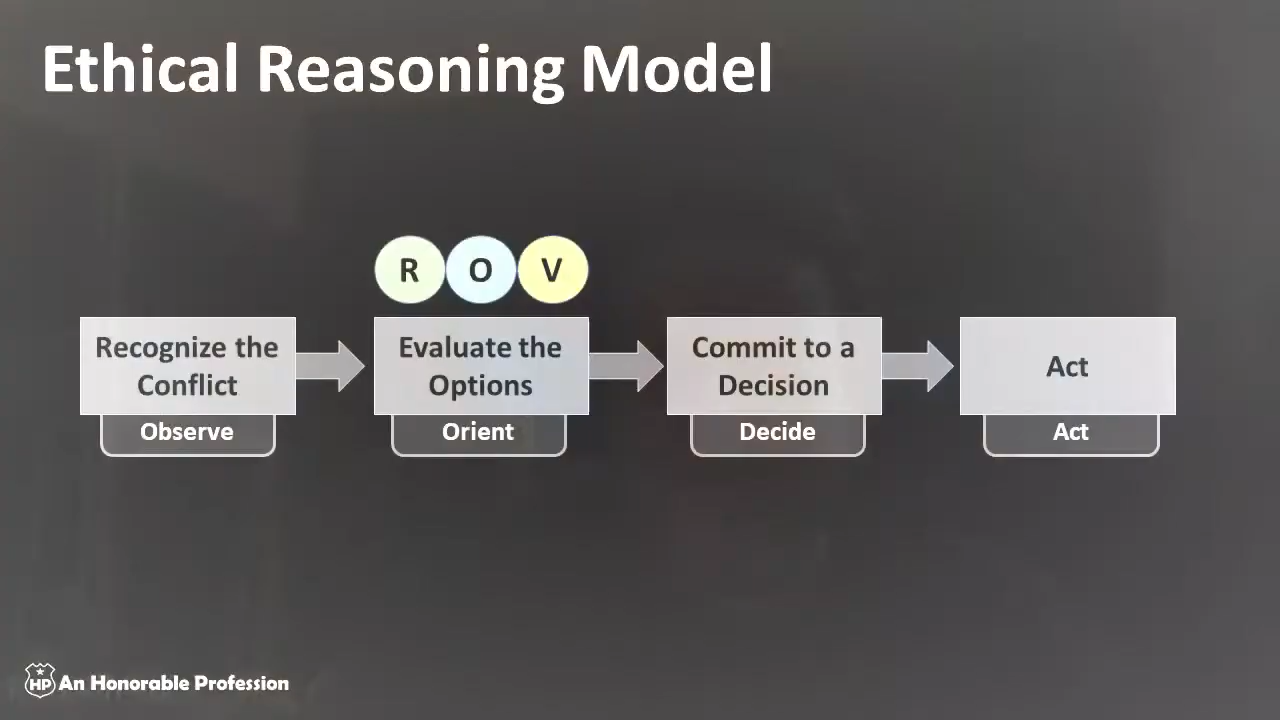 Ethical Reasoning Model
R O V
Recognize the
Conflict
Evaluate the
Options
Commit to a
Decision
Act
Observe
Orient
Decide
Act
HP An Honorable Profession